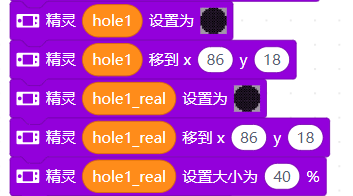 精灵 hole1 设置为
精灵 hole1 移到 x 86 y 18
精灵 hole1_real 设置为
精灵 hole1_real 移到 x 86 y 18
精灵 hole1_real 设置大小为 40 %